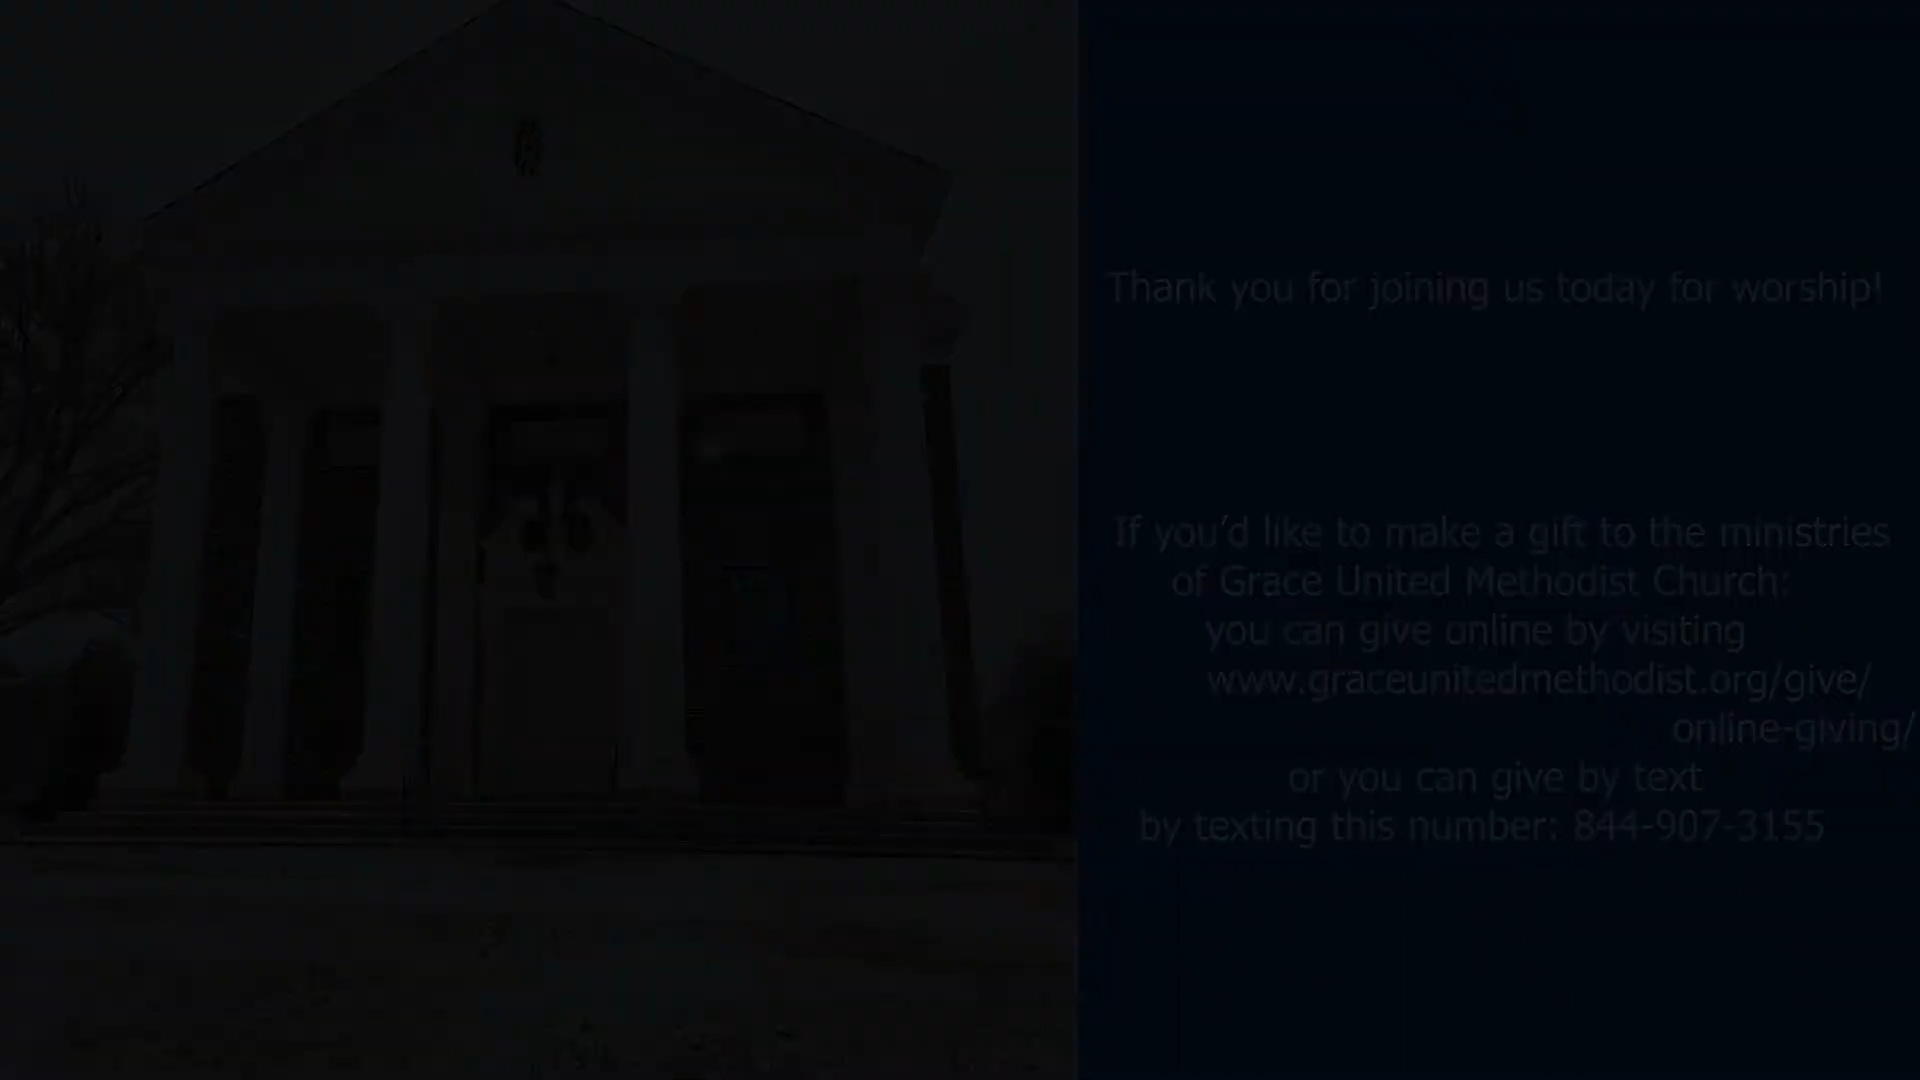 Thank you for joining us today for worship!
If you’d like to make a gift to the ministries
of Grace United Methodist Church:
you can give online by visiting
www.graceunitedmethodist.org/give/
online-giving/
or you can give by text
by texting this number: 844-907-3155